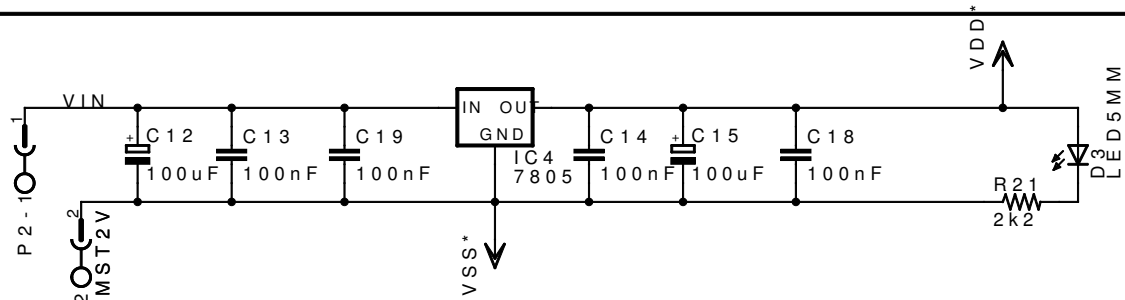 VDD*
VIN
1
IN OUT
GND
C12
100uF
C13
100nF
C19
100nF
IC4
7805
C14
100nF
C15
100uF
C18
100nF
D3
LED5MM
R21
2k2
P2-1
2
MST2V
VSS*